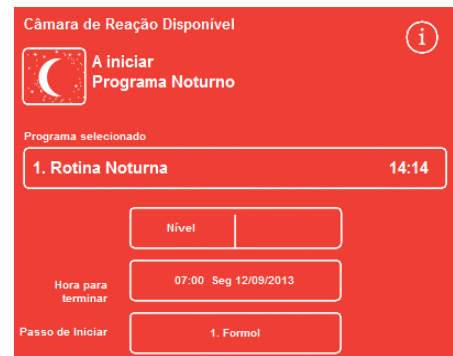 Câmara de Reação Disponível
i
A iniciar
Programa Noturno
Programa selecionado
1. Rotina Noturna 14:14
Nível
Hora para terminar 07:00 Seg 12/09/2013
Passo de Iniciar 1. Formol